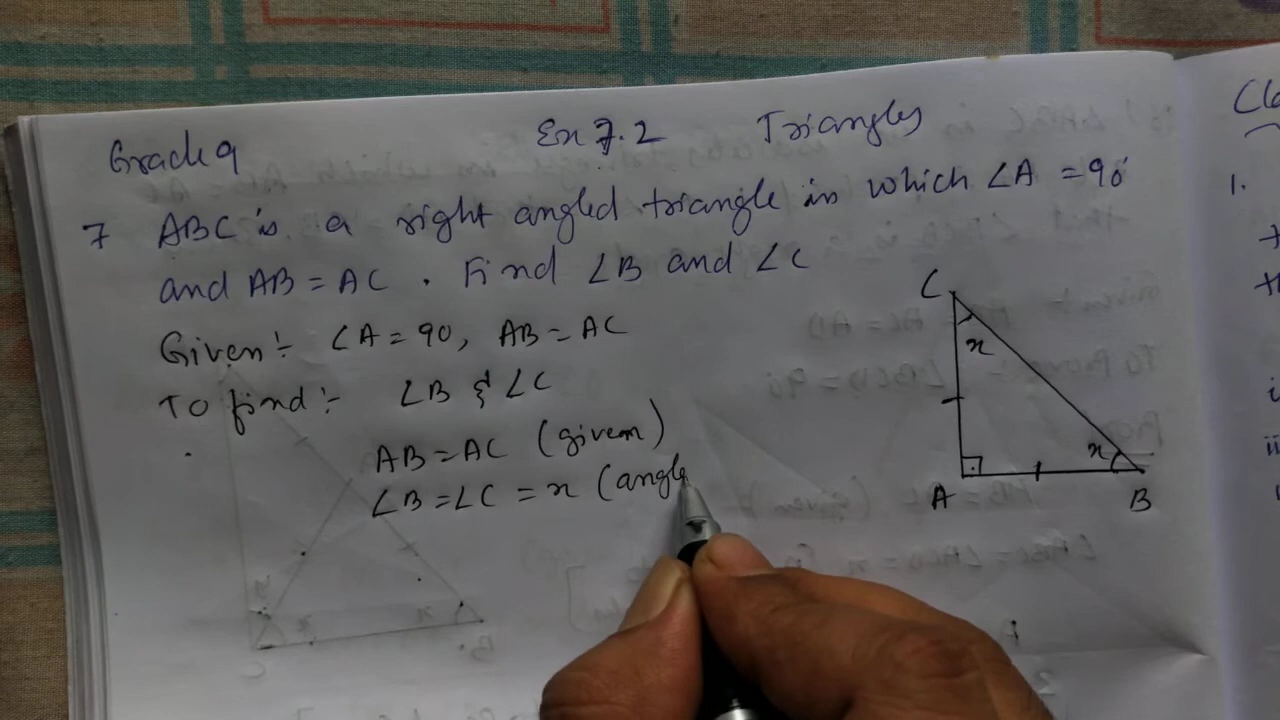 Grade 9 Ex 7.2 Triangles
7 ABC is a right angled triangle in which ∠A = 90°
and AB = AC . Find ∠B and ∠C
Given :- ∠A = 90, AB = AC
To find :- ∠B & ∠C
AB = AC (given)
∠B = ∠C = x (angle
C
x
x
A
B
1.